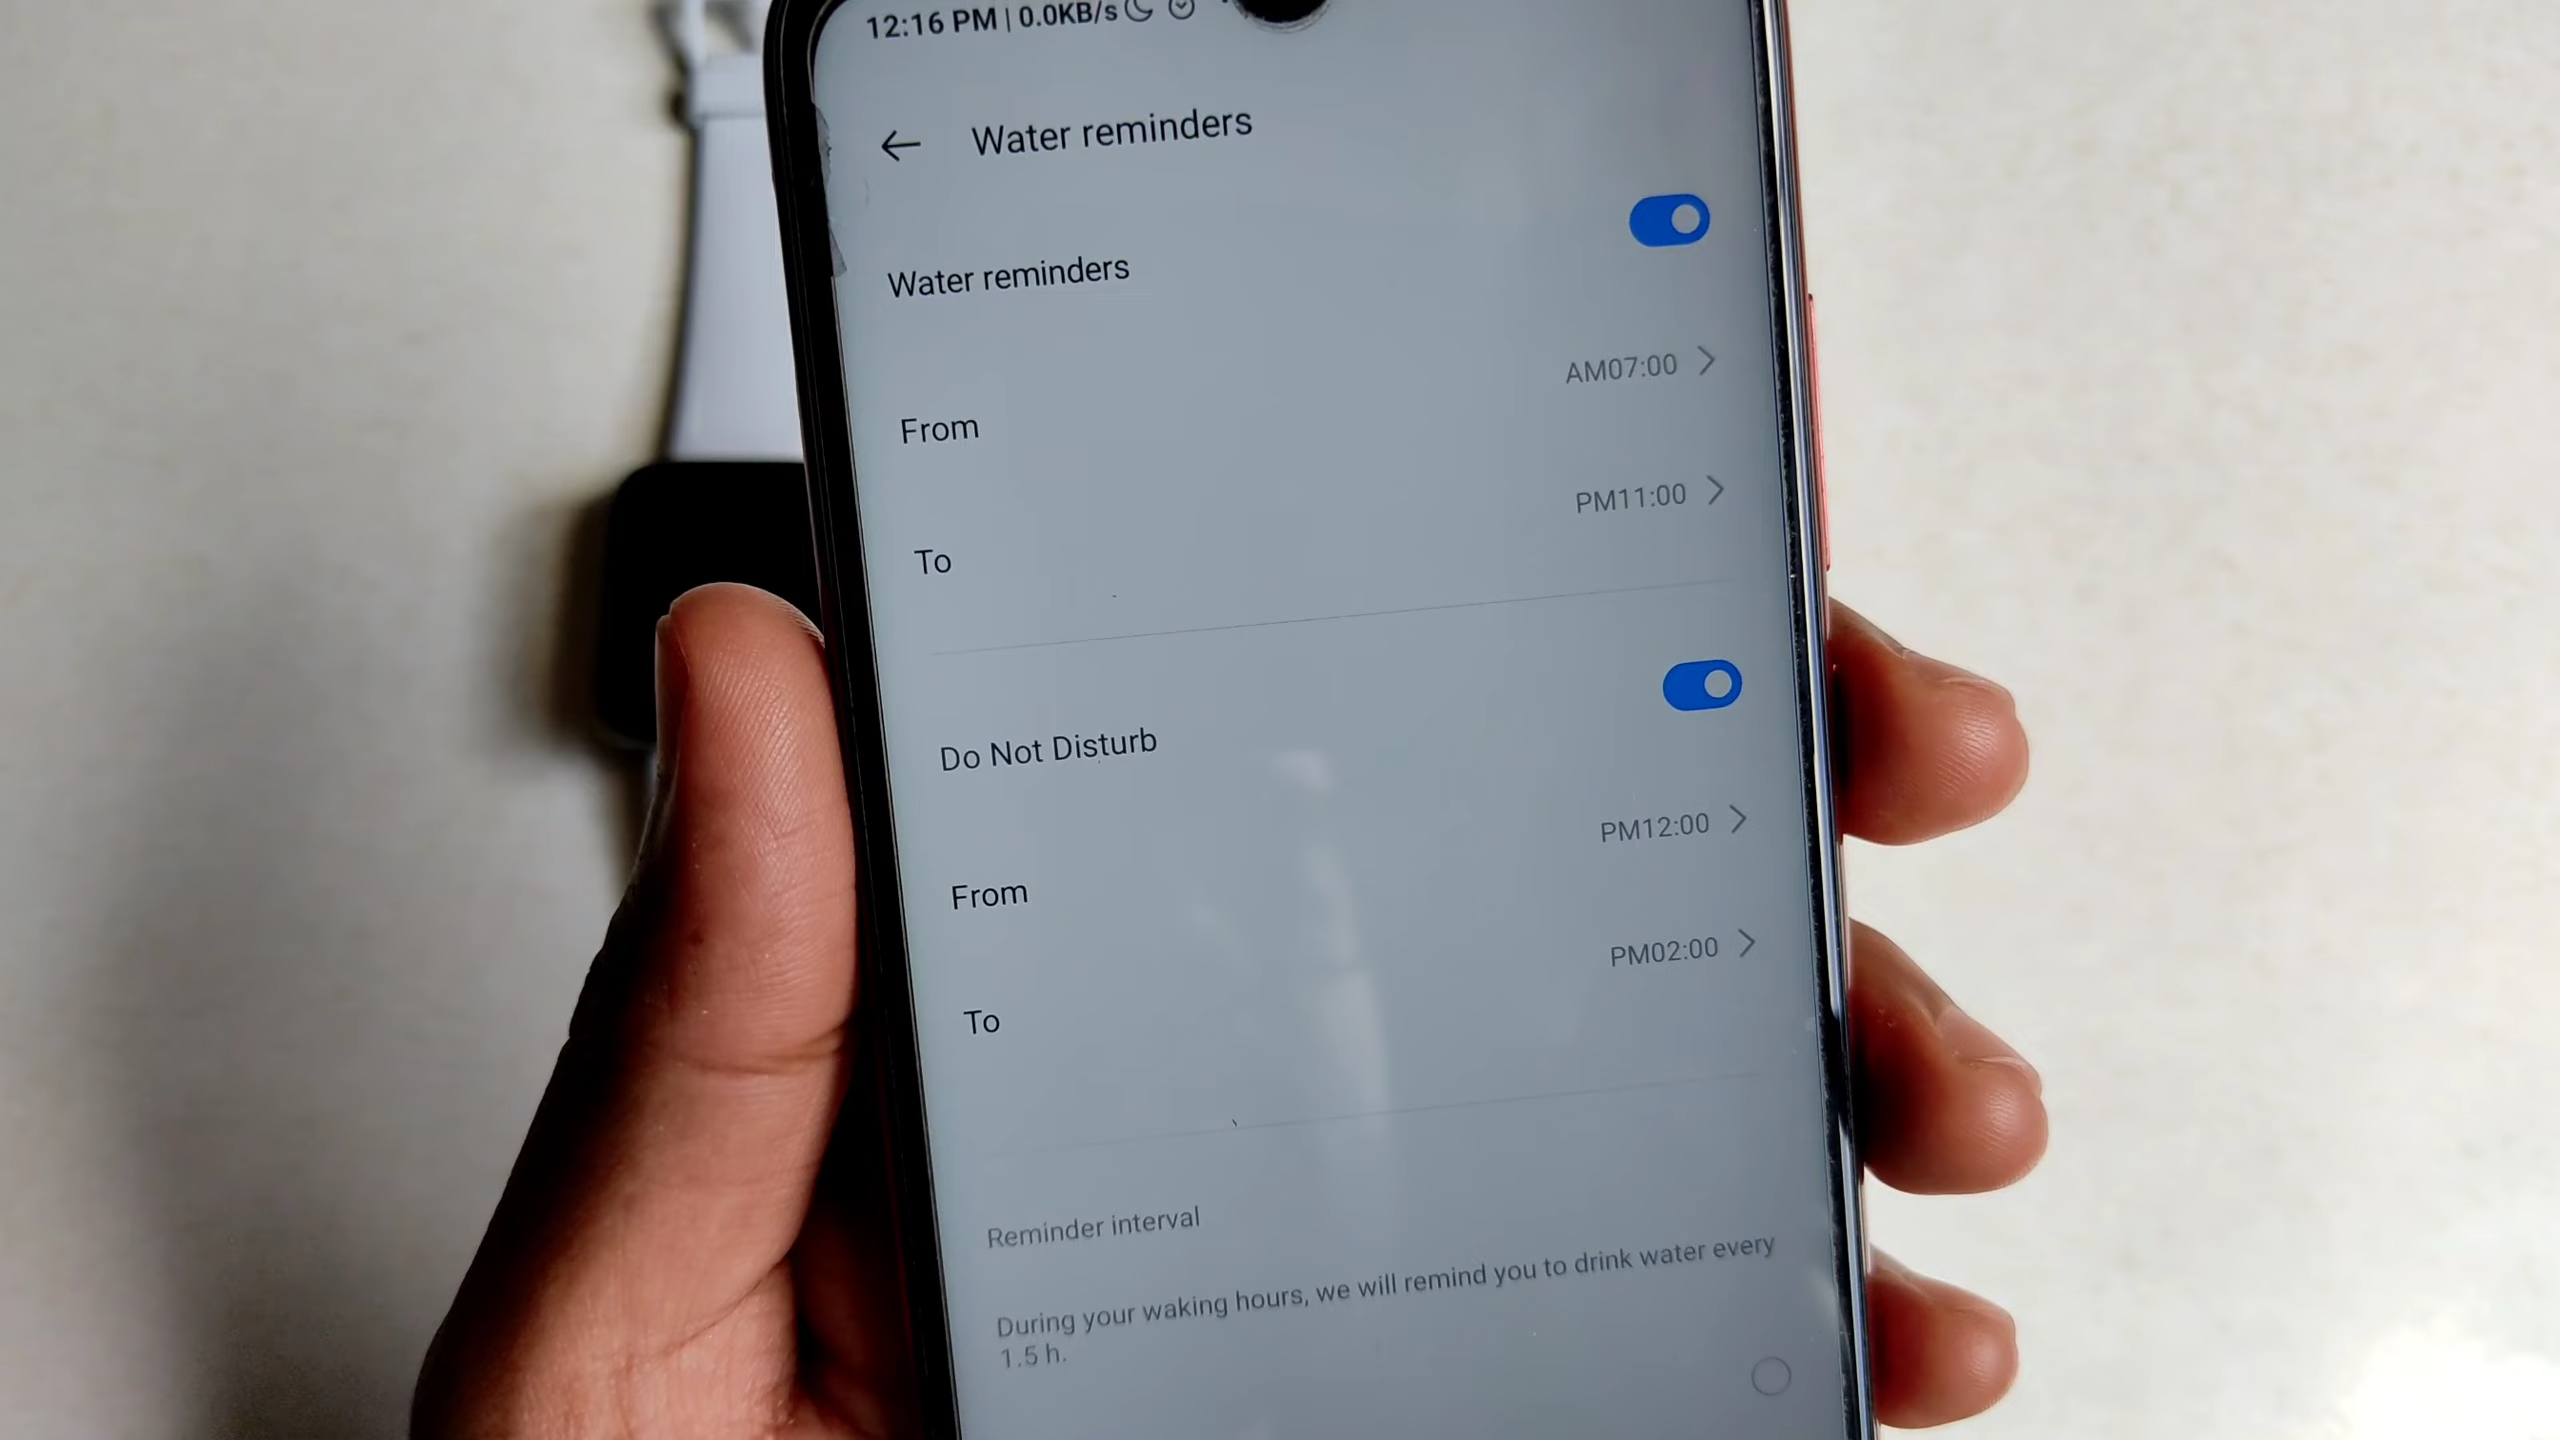 12:16 PM | 0.0KB/s
Water reminders
Water reminders
From AM07:00
To PM11:00
Do Not Disturb
From PM12:00
To PM02:00
Reminder interval
During your waking hours, we will remind you to drink water every
1.5 h.